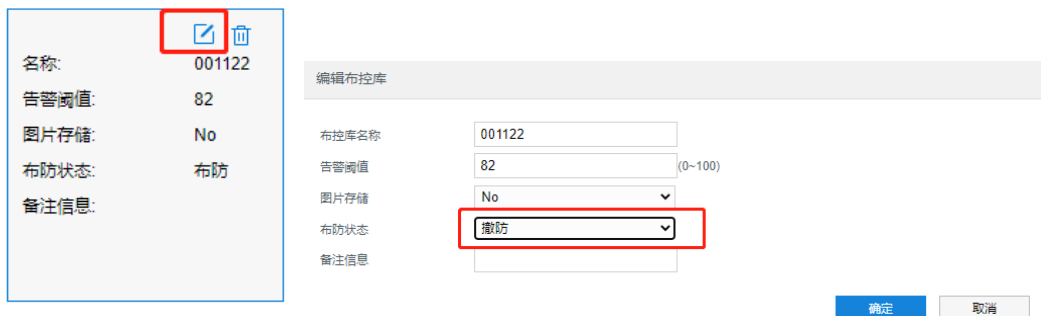 名称: 001122
告警阈值: 82
图片存储: No
布防状态: 布防
备注信息:
编辑布控库
布控库名称 001122
告警阈值 82 (0~100)
图片存储 No
布防状态 撤防
备注信息
确定 取消